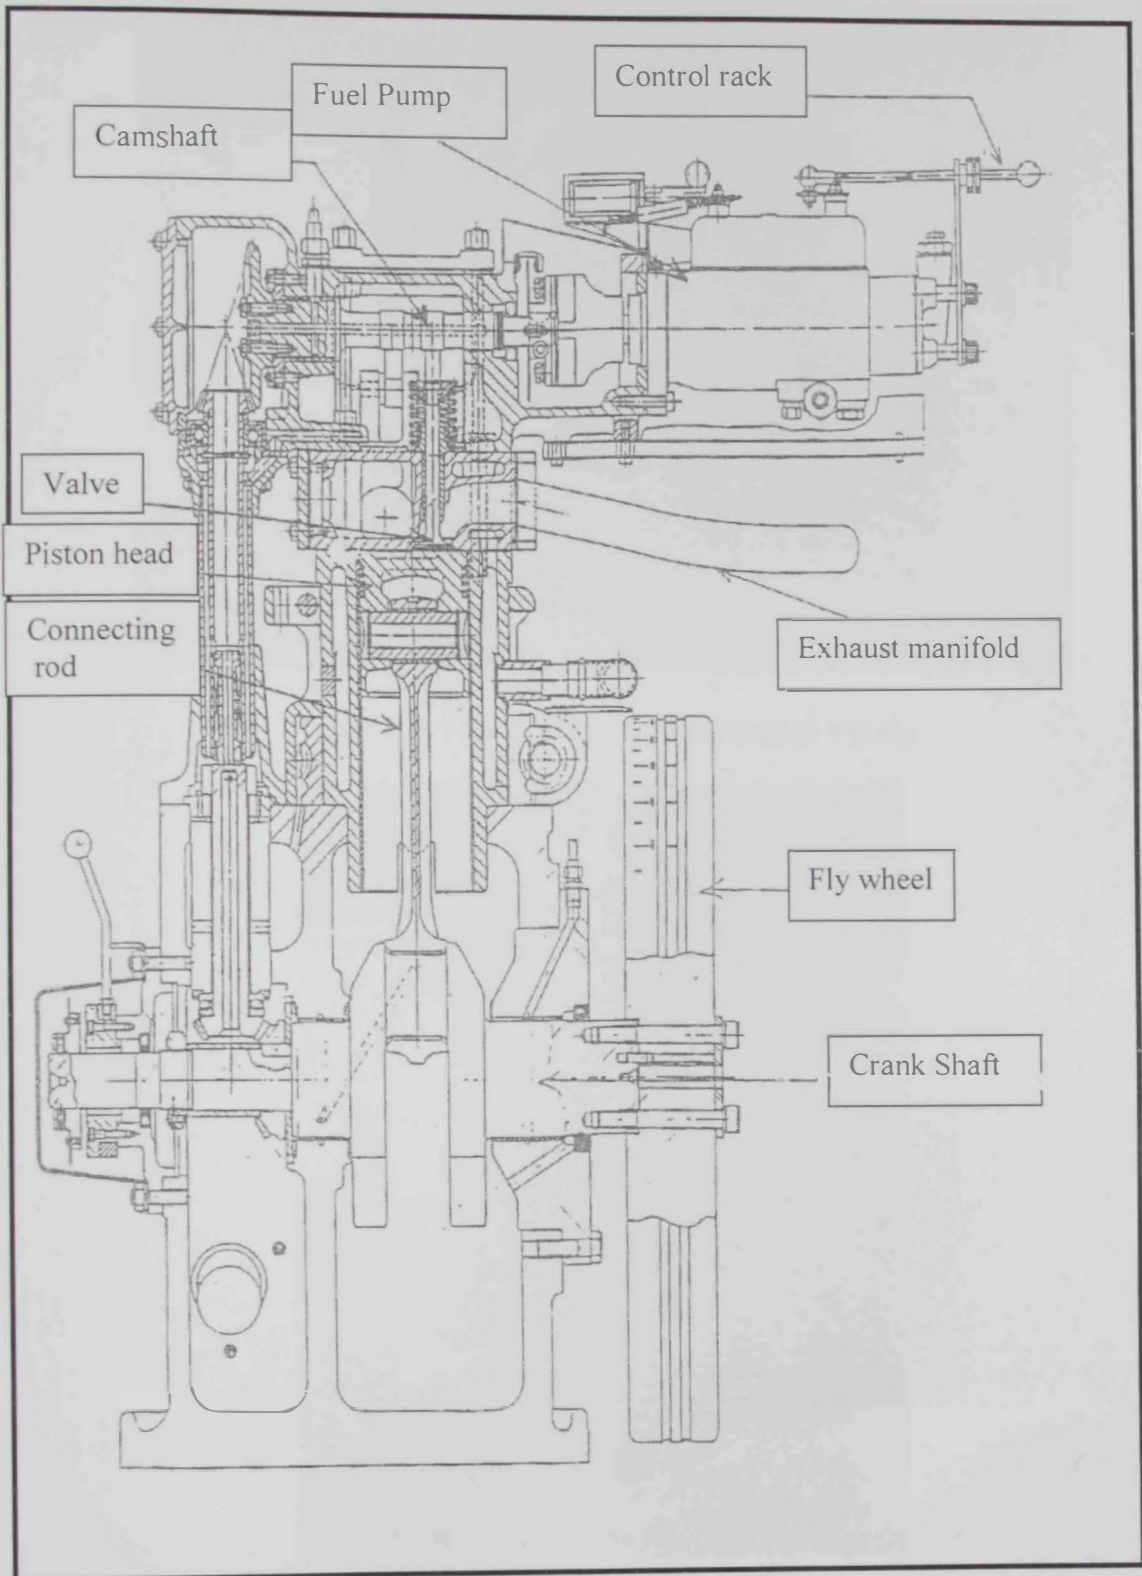 Control rack
Fuel Pump
Camshaft
Valve
Piston head
Connecting
rod
Exhaust manifold
Fly wheel
Crank Shaft